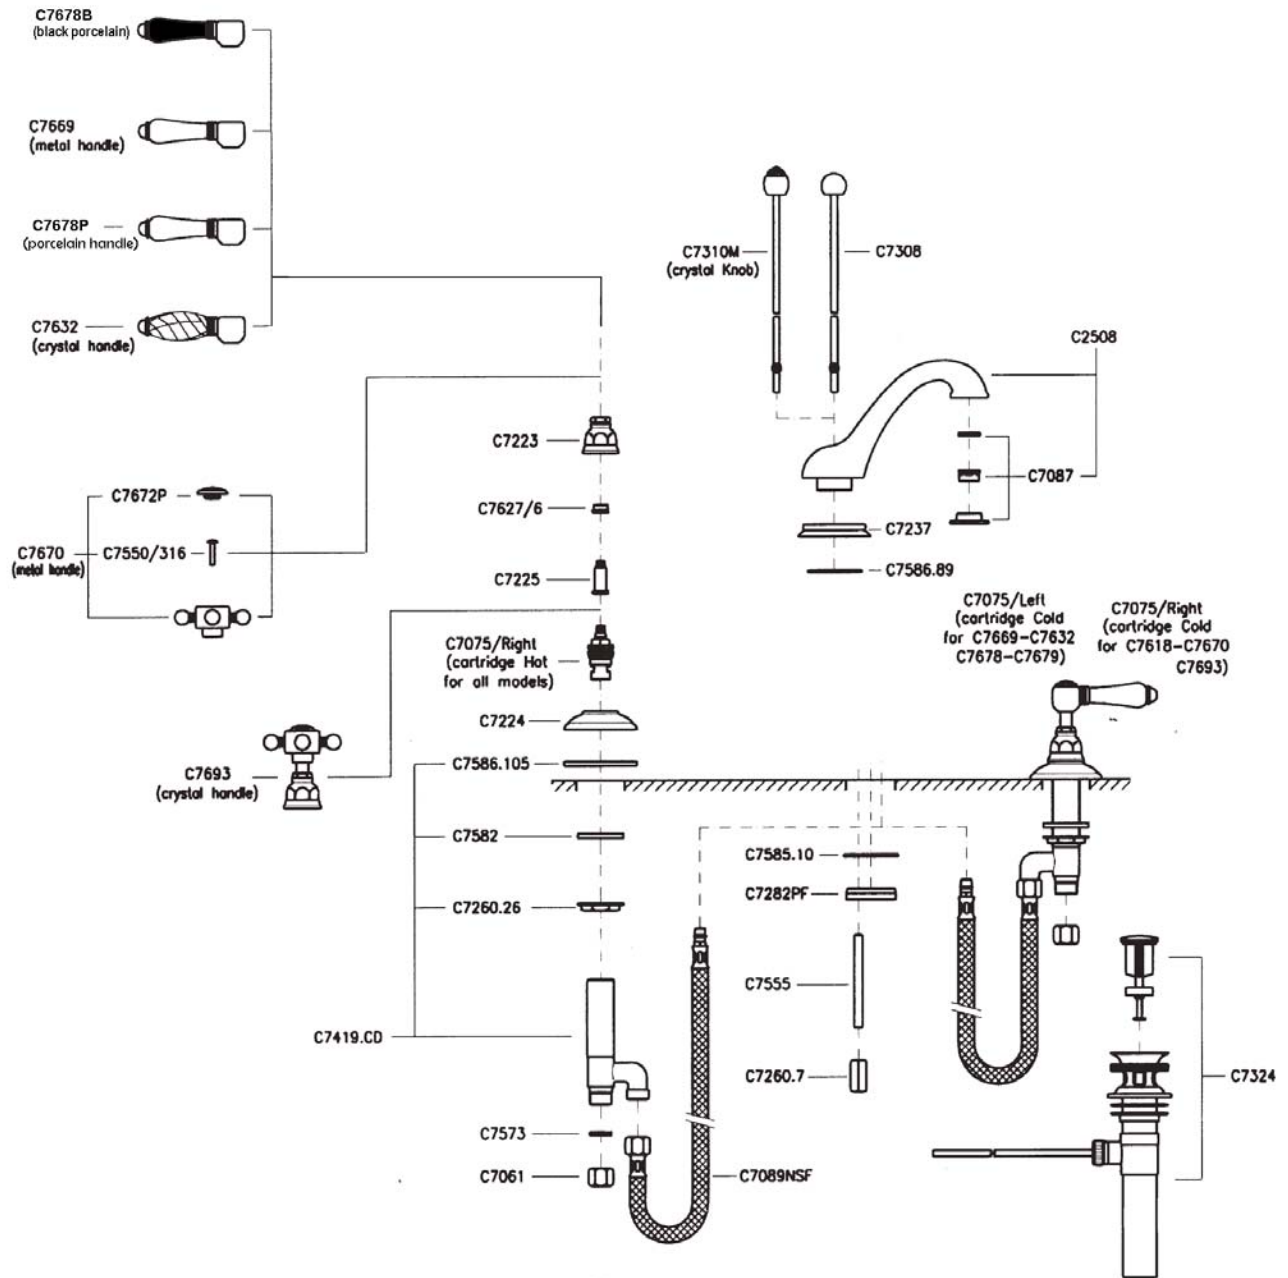 C7678B
(black porcelain)
C7669
(metal handle)
C7678P
(porcelain handle)
C7632
(crystal handle)
C7310M
(crystal Knob)
C7308
C2508
C7223
C7087
C7672P
C7627/6
C7237
C7670
(metal handle)
C7550/316
C7586.89
C7225
C7075/Left
(cartridge Cold
for C7669-C7632
C7678-C7679)
C7075/Right
(cartridge Cold
for C7618-C7670
C7693)
C7075/Right
(cartridge Hot
for all models)
C7224
C7586.105
C7693
(crystal handle)
C7582
C7585.10
C7282PF
C7260.26
C7555
C7419.CD
C7260.7
C7324
C7573
C7061
C7089NSF